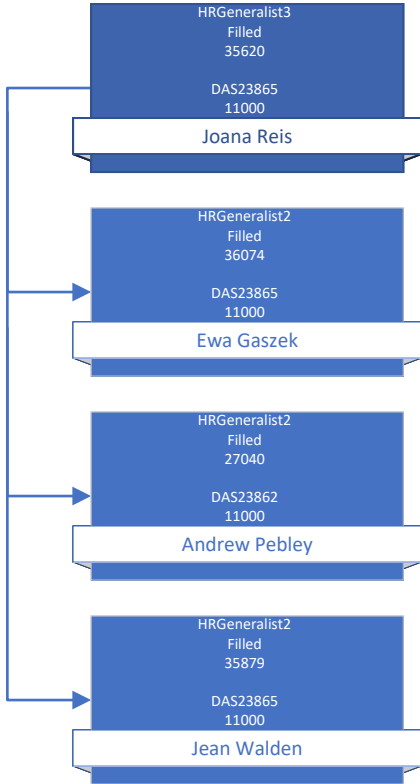 HRGeneralist3
Filled
35620
DAS23865
11000
Joana Reis
HRGeneralist2
Filled
36074
DAS23865
11000
Ewa Gaszek
HRGeneralist2
Filled
27040
DAS23862
11000
Andrew Pebley
HRGeneralist2
Filled
35879
DAS23865
11000
Jean Walden